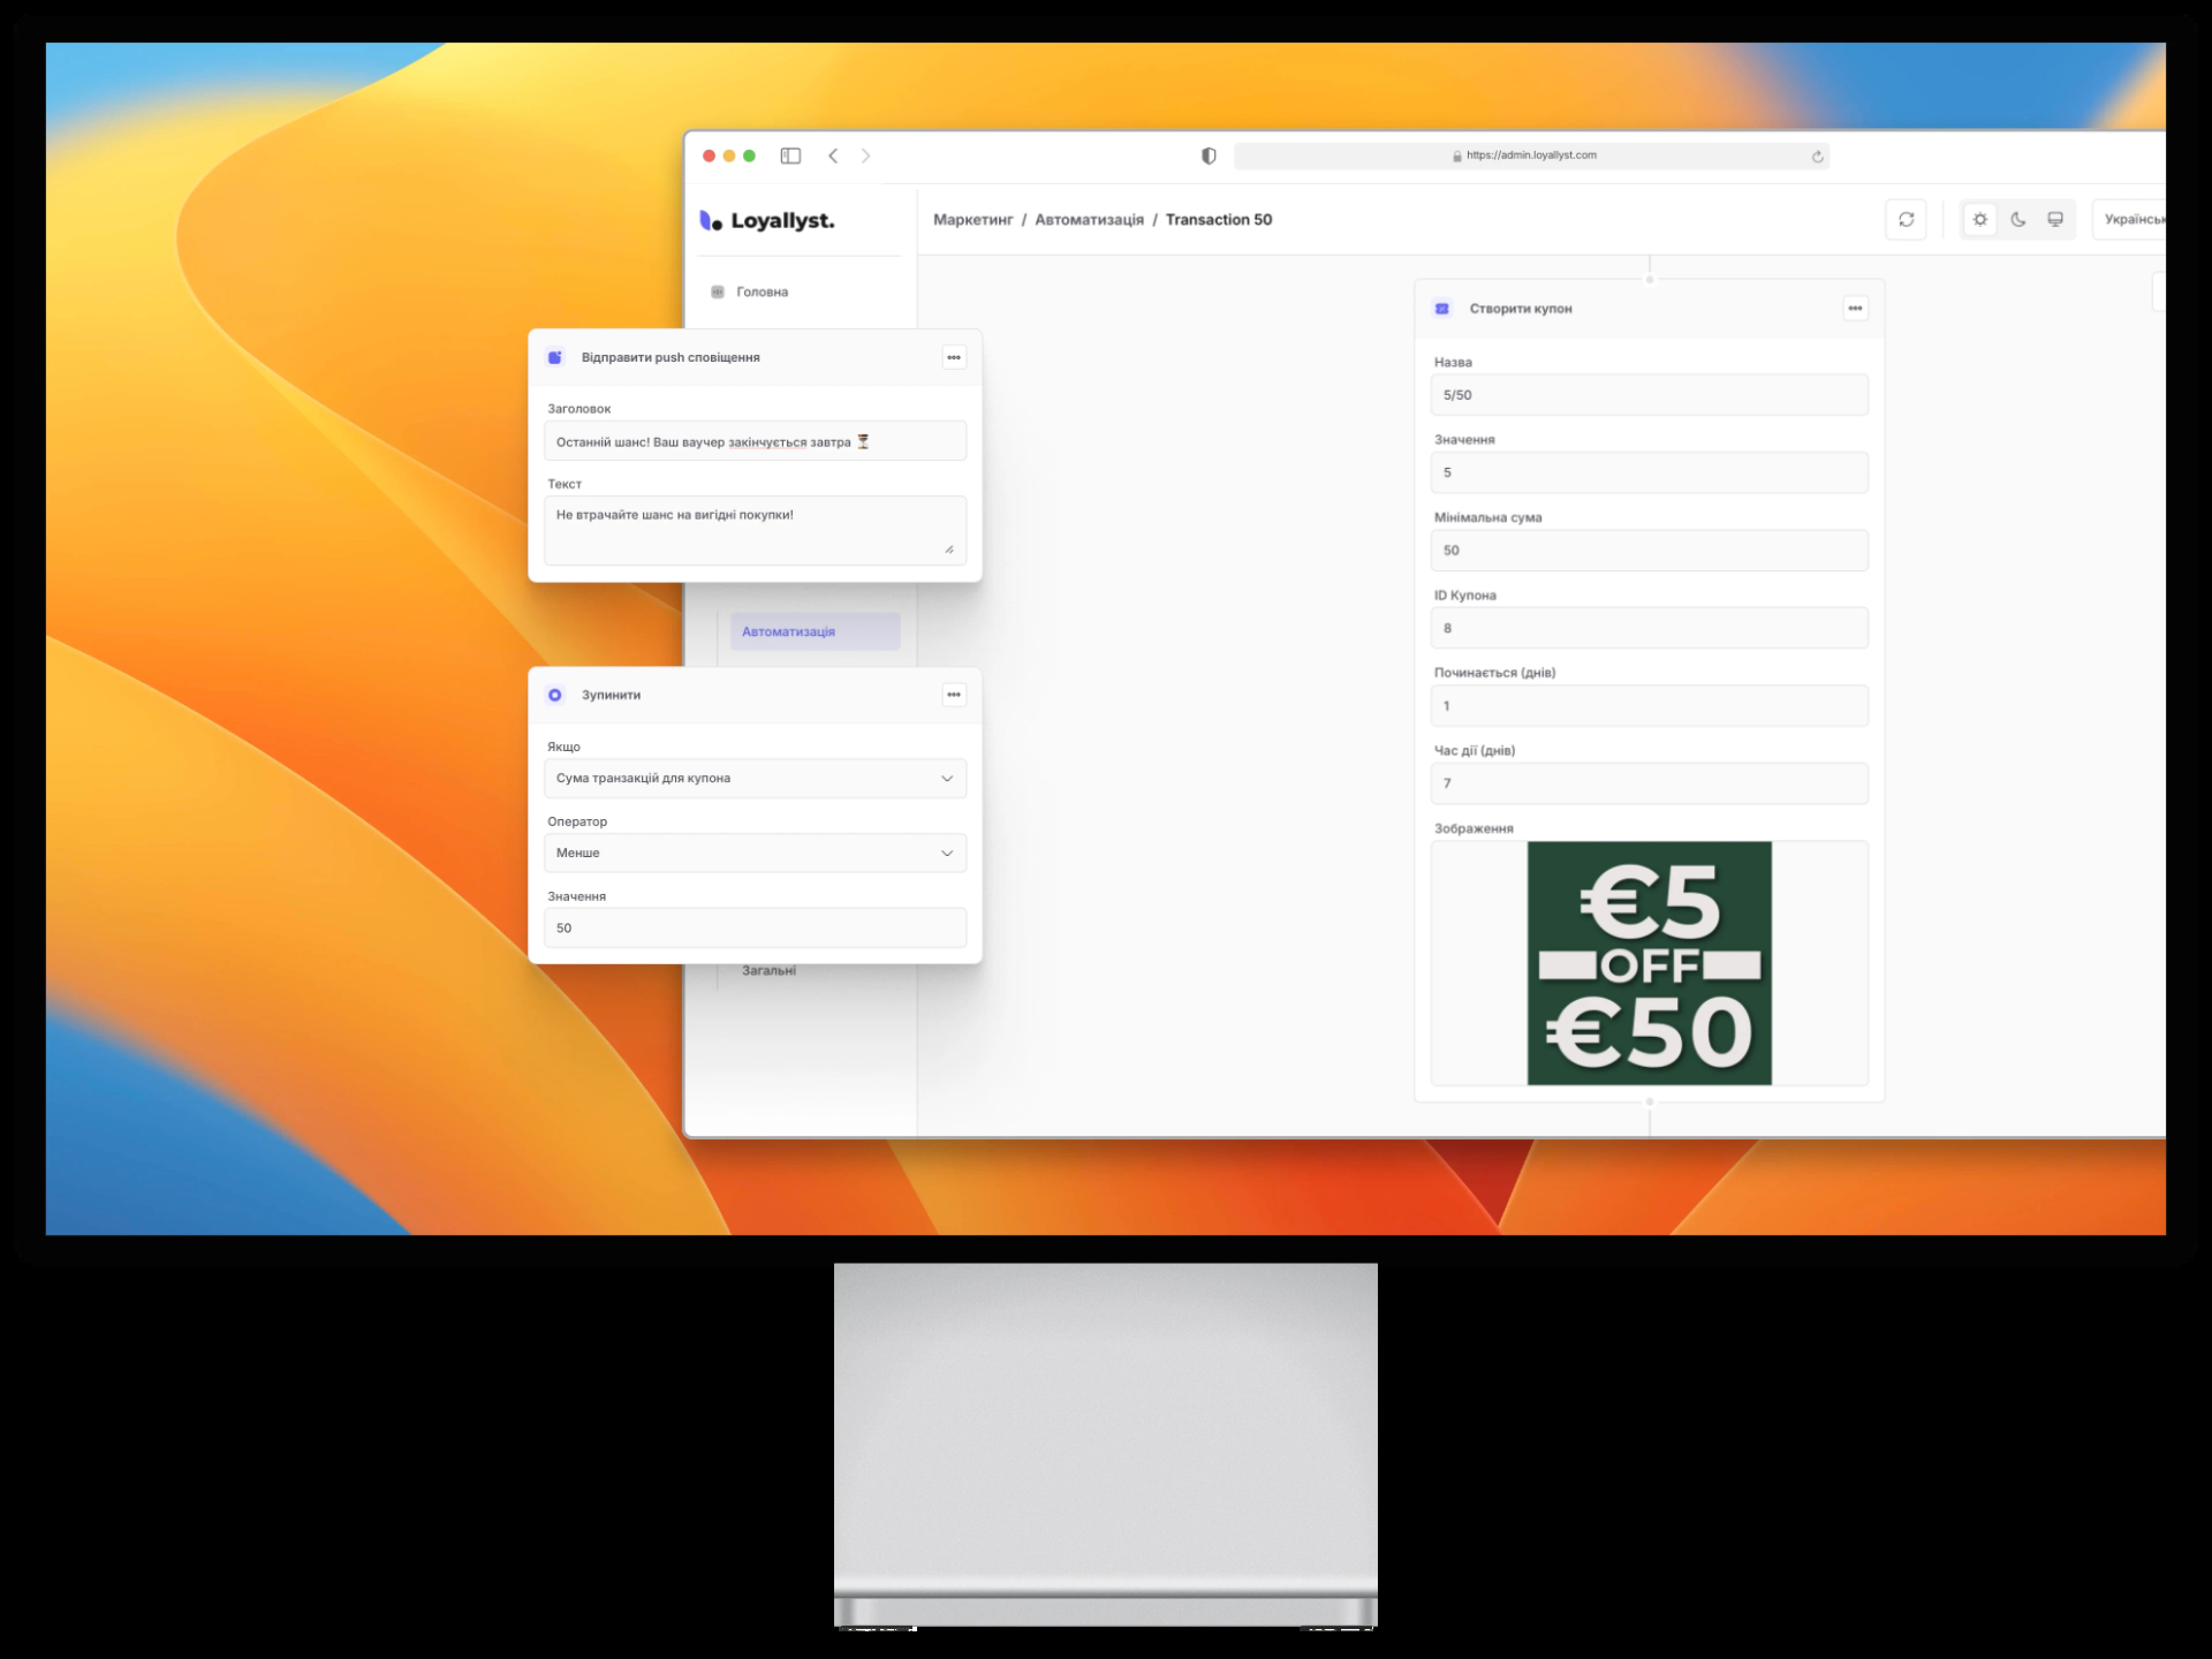 https://admin.loyallyst.com
Loyallyst.
Маркетинг / Автоматизація / Transaction 50
Головна
Відправити push сповіщення
Заголовок
Останній шанс! Ваш ваучер закінчується завтра ⏳
Текст
Не втрачайте шанс на вигідні покупки!
Автоматизація
Зупинити
Якщо
Сума транзакцій для купона
Оператор
Менше
Значення
50
Загальні
Створити купон
Назва
5/50
Значення
5
Мінімальна сума
50
ID Купона
8
Починається (днів)
1
Час дії (днів)
7
Зображення
€5
OFF
€50